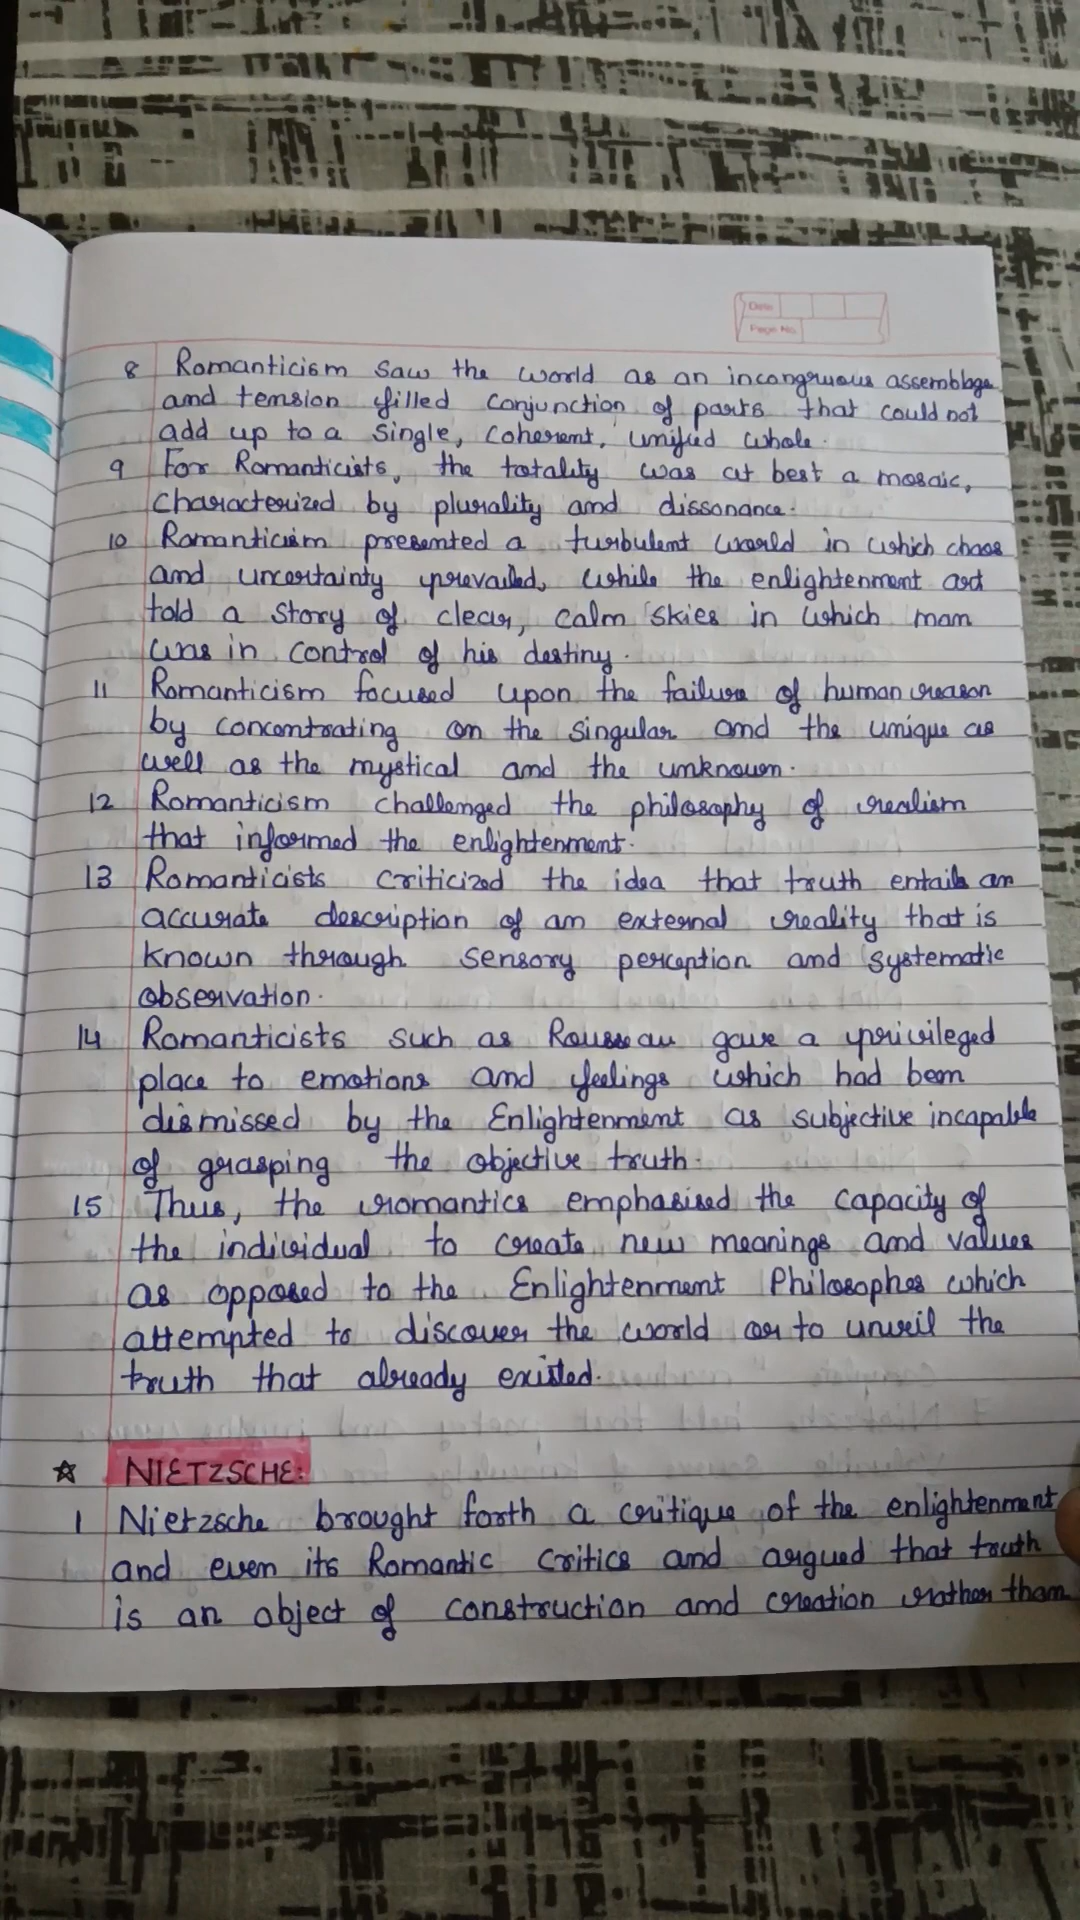 Date
Page No.
8 Romanticism saw the world as an incongruous assemblage
and tension filled conjunction of parts that could not
add up to a single, coherent, unified whole.
9 For Romanticists, the totality was at best a mosaic,
characterized by plurality and dissonance.
10 Romanticism presented a turbulent world in which chaos
and uncertainty prevailed, while the enlightenment art
told a story of clear, calm skies in which man
was in control of his destiny.
11 Romanticism focused upon the failure of human reason
by concentrating on the singular and the unique as
well as the mystical and the unknown.
12 Romanticism challenged the philosophy of realism
that informed the enlightenment.
13 Romanticists criticized the idea that truth entails an
accurate description of an external reality that is
known through sensory perception and systematic
observation.
14 Romanticists such as Rousseau gave a privileged
place to emotions and feelings which had been
dismissed by the Enlightenment as subjective incapable
of grasping the objective truth.
15 Thus, the romantics emphasised the capacity of
the individual to create new meanings and values
as opposed to the Enlightenment Philosophes which
attempted to discover the world or to unveil the
truth that already existed.
☆ NIETZSCHE:
1 Nietzsche brought forth a critique of the enlightenment
and even its Romantic critics and argued that truth
is an object of construction and creation rather than